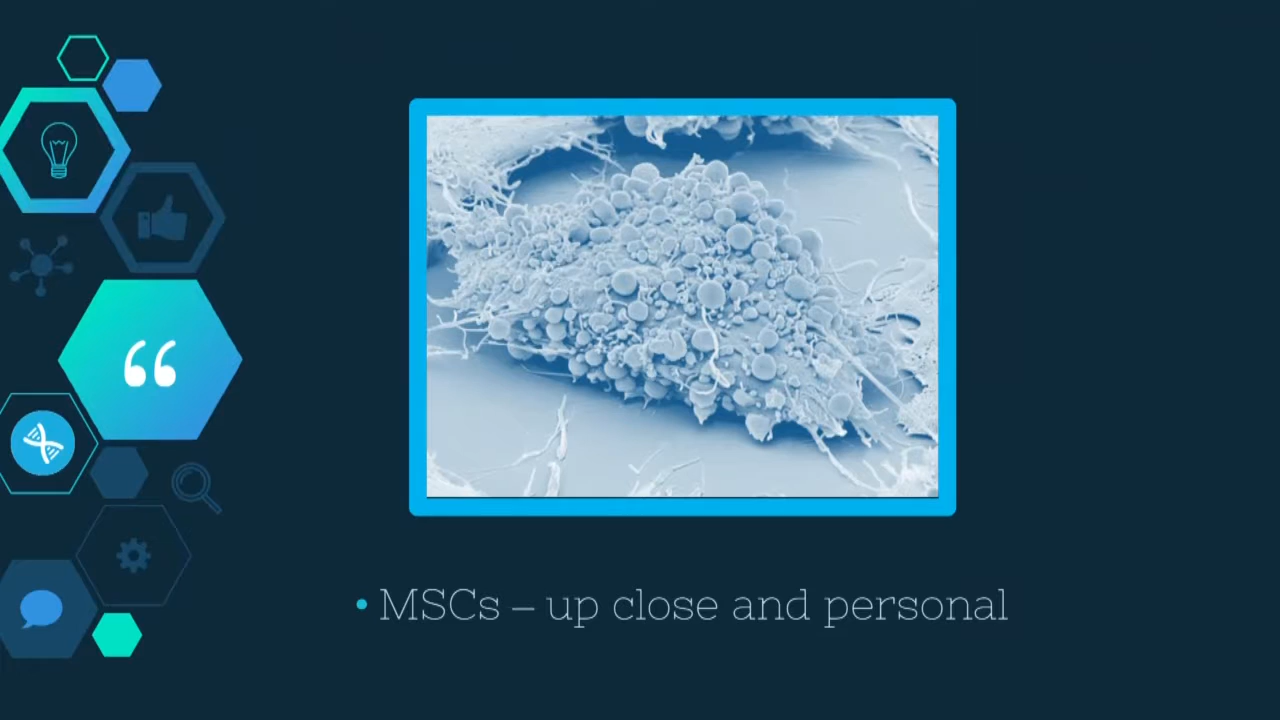 “
• MSCs – up close and personal